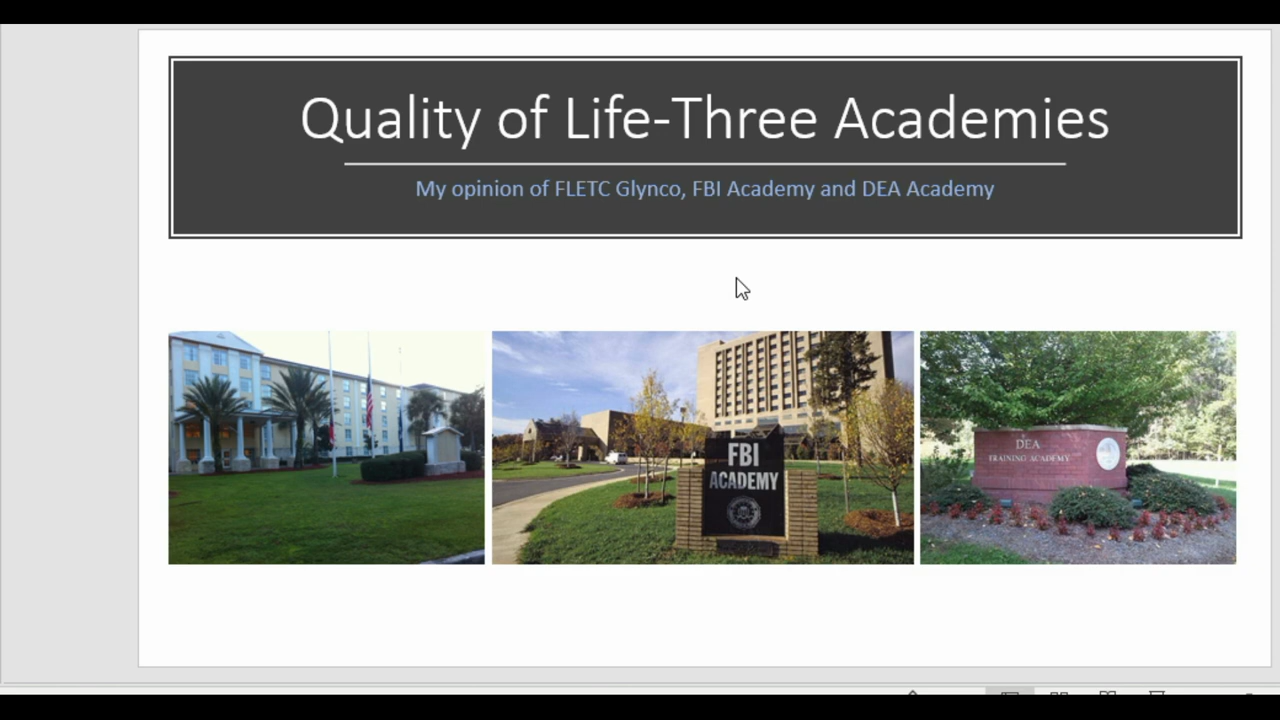 Quality of Life-Three Academies
My opinion of FLETC Glynco, FBI Academy and DEA Academy
FBI
ACADEMY
DEA
TRAINING ACADEMY